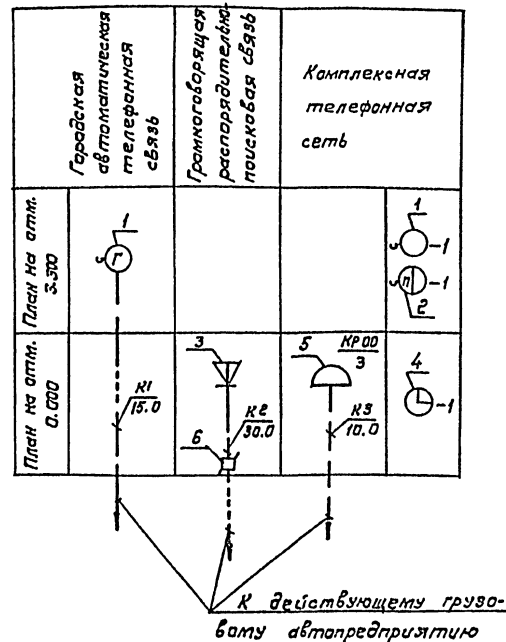 Городская
автоматическая
телефонная
связь
Громкоговорящая
распорядительно-
поисковая связь
Комплексная
телефонная
сеть
План на отм.
3.300
1
Г
1
-1
П
-1
2
План на отм.
0.000
К1
15.0
3
К2
30.0
6
5
КР00
3
К3
10.0
4
-1
К действующему грузо-
вому автопредприятию